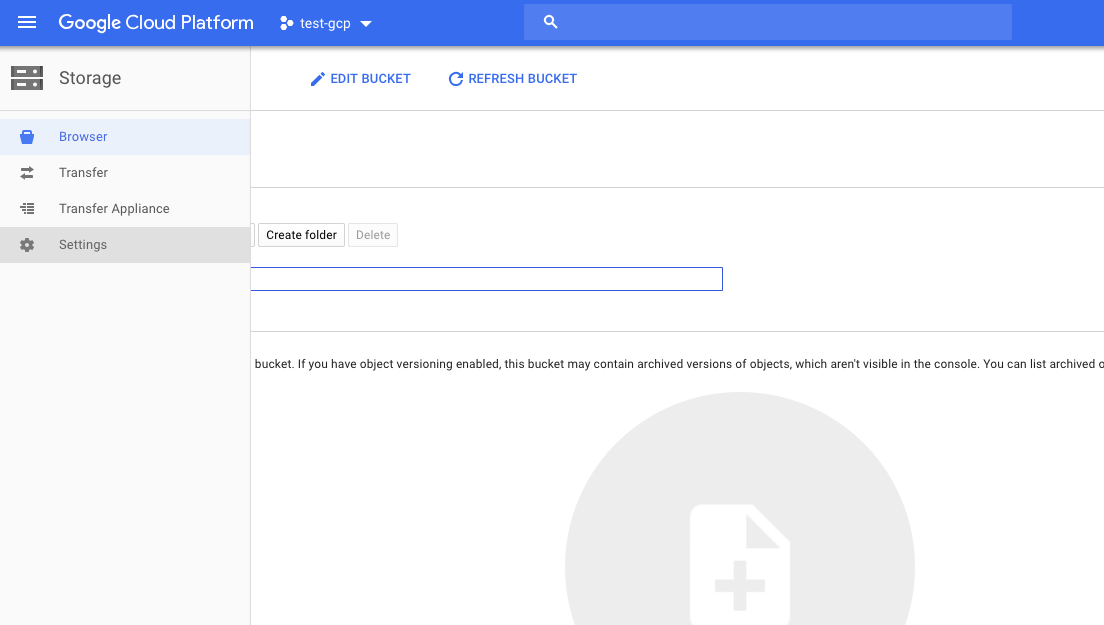 Google Cloud Platform
test-gcp
Storage
EDIT BUCKET
REFRESH BUCKET
Browser
Transfer
Transfer Appliance
Settings
Create folder
Delete
bucket. If you have object versioning enabled, this bucket may contain archived versions of objects, which aren't visible in the console. You can list archived o